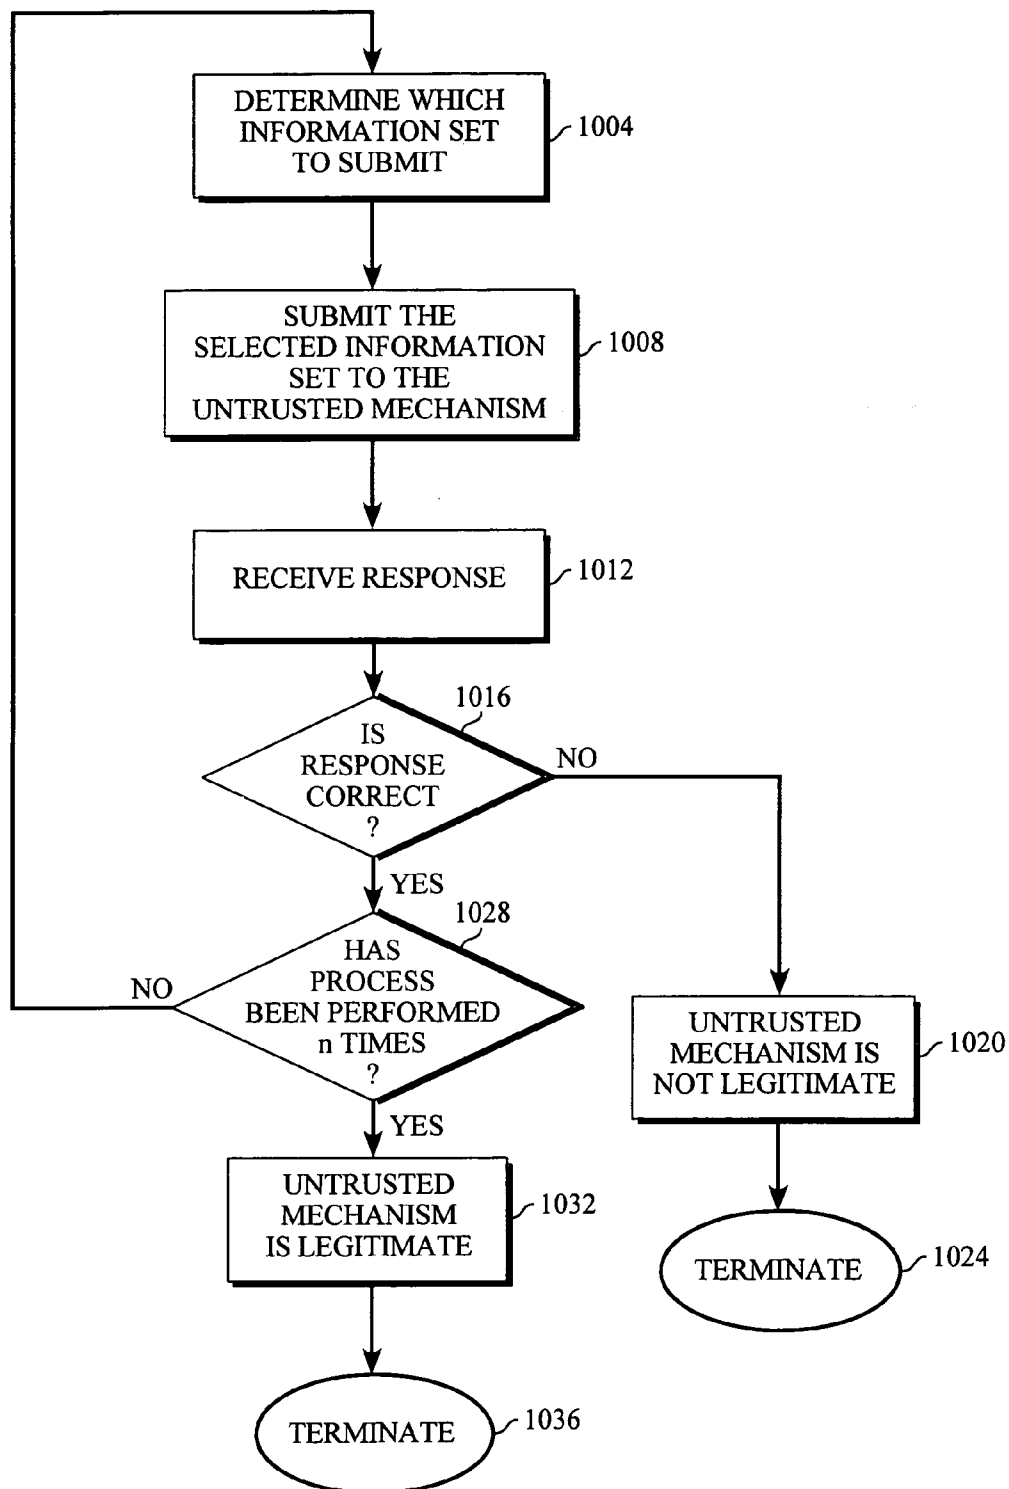 DETERMINE WHICH
INFORMATION SET
TO SUBMIT
1004
SUBMIT THE
SELECTED INFORMATION
SET TO THE
UNTRUSTED MECHANISM
1008
RECEIVE RESPONSE
1012
1016
IS
RESPONSE
CORRECT
?
NO
YES
1028
HAS
PROCESS
BEEN PERFORMED
n TIMES
?
NO
YES
UNTRUSTED
MECHANISM IS
NOT LEGITIMATE
1020
UNTRUSTED
MECHANISM
IS LEGITIMATE
1032
TERMINATE
1024
TERMINATE
1036